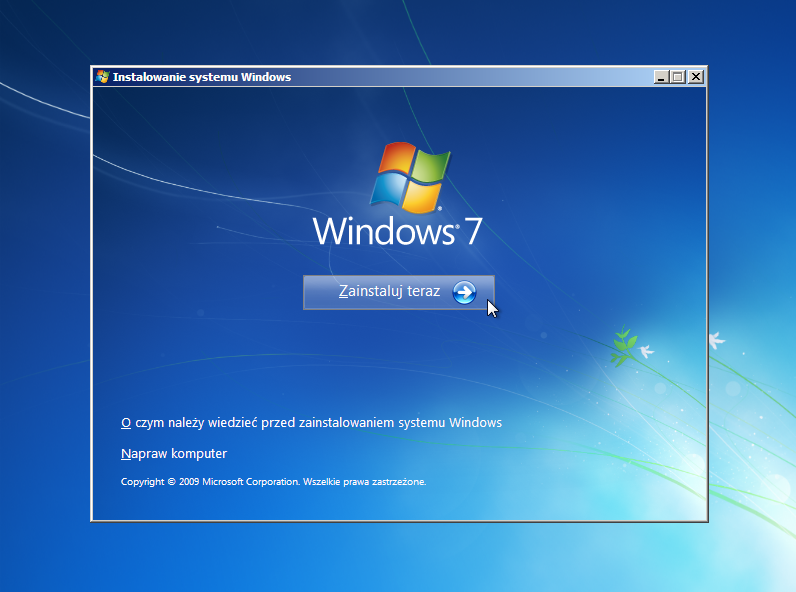 Instalowanie systemu Windows
Windows® 7
Zainstaluj teraz
O czym należy wiedzieć przed zainstalowaniem systemu Windows
Napraw komputer
Copyright © 2009 Microsoft Corporation. Wszelkie prawa zastrzeżone.